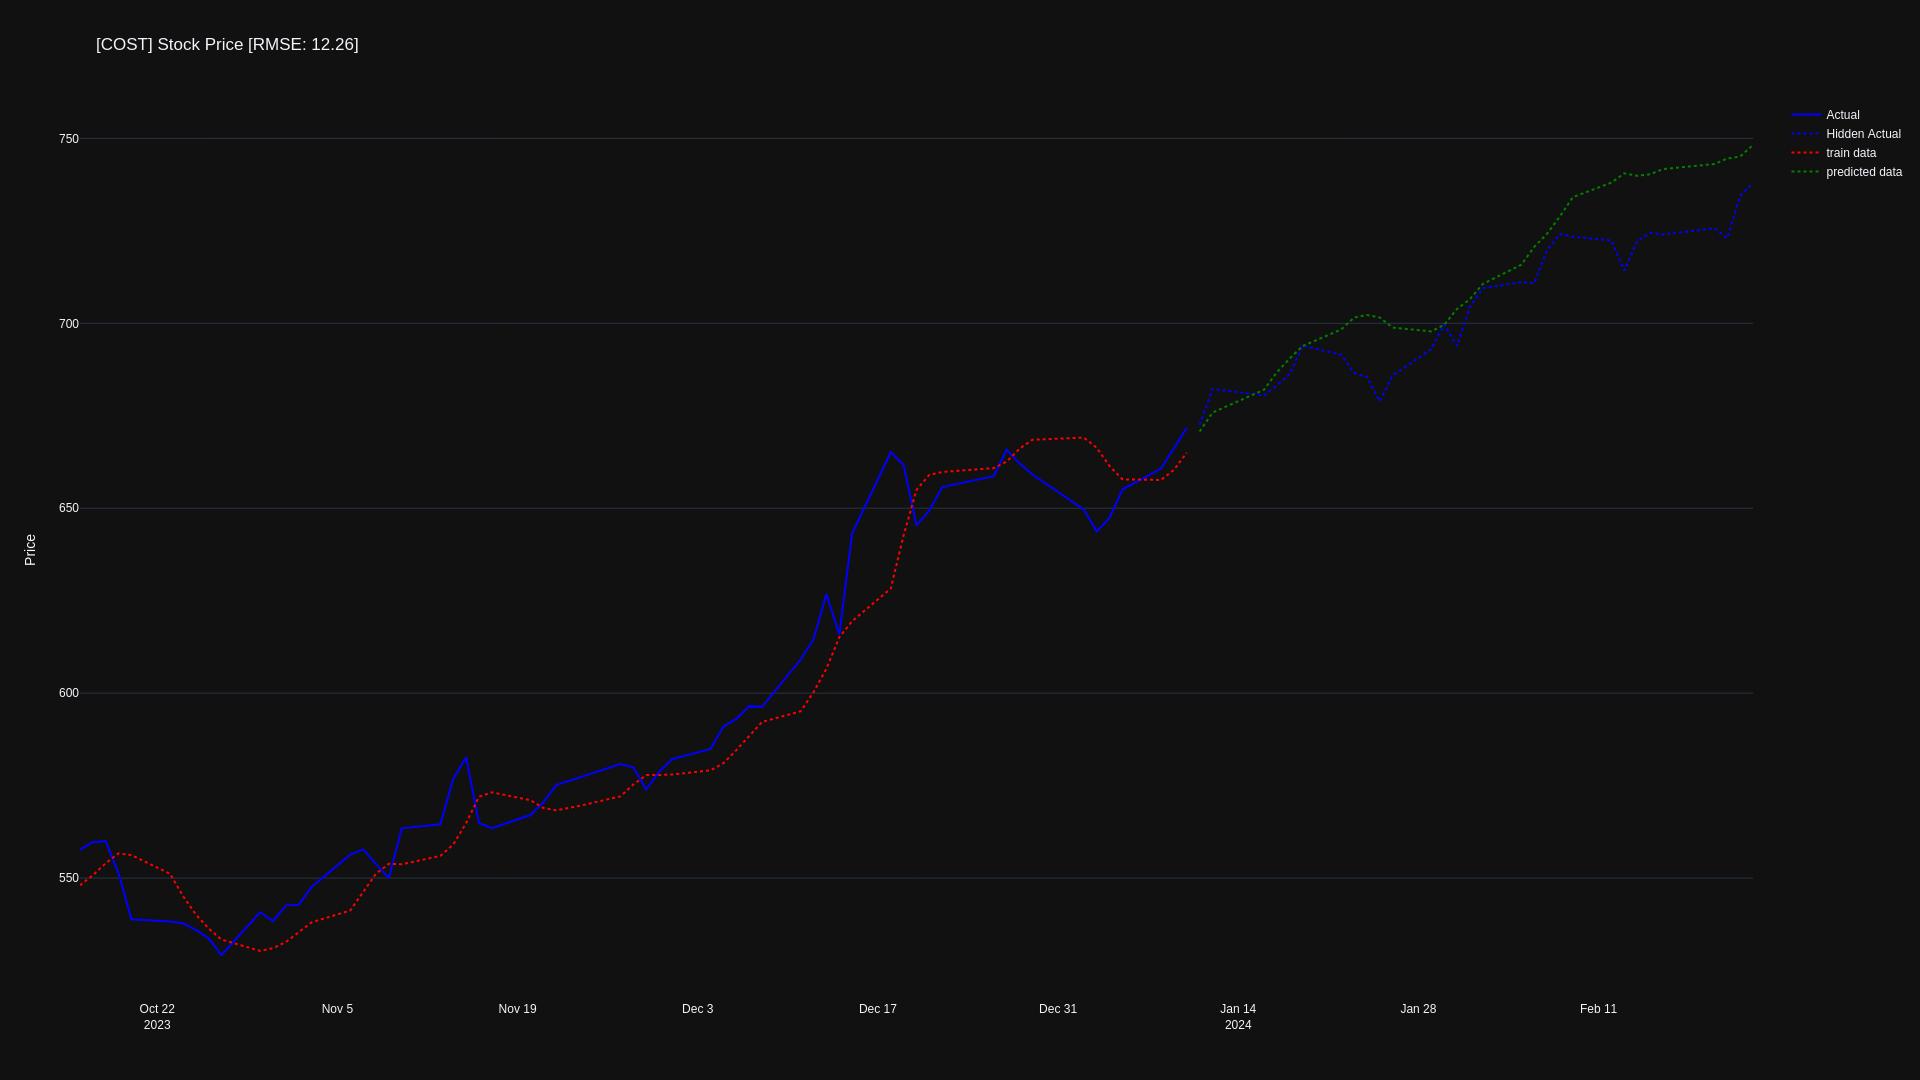 [COST] Stock Price [RMSE: 12.26]
Actual
Hidden Actual
train data
predicted data
750
700
650
600
550
Price
Oct 22
2023
Nov 5
Nov 19
Dec 3
Dec 17
Dec 31
Jan 14
2024
Jan 28
Feb 11